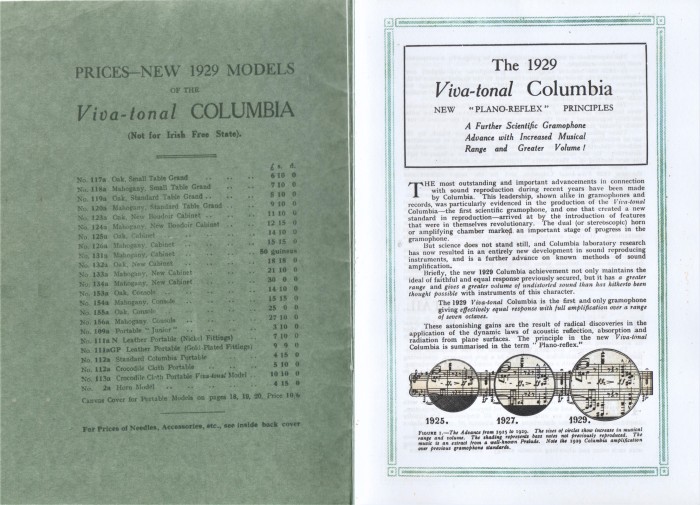 PRICES—NEW 1929 MODELS
OF THE
Viva-tonal COLUMBIA
(Not for Irish Free State).
£ s. d.
No. 117a Oak, Small Table Grand .. .. 6 10 0
No. 118a Mahogany, Small Table Grand .. 7 10 0
No. 119a Oak, Standard Table Grand .. .. 8 10 0
Mahogany, Standard Table Grand .. 9 10 0
Oak, New Boudoir Cabinet .. .. 11 10 0
Mahogany, New Boudoir Cabinet .. 12 15 0
Oak, Cabinet .. .. 14 10 0
Mahogany, Cabinet .. .. 15 15 0
Mahogany, Cabinet .. .. 50 guineas
Oak, New Cabinet .. ..
Mahogany, New Cabinet .. 21 10 0
Mahogany, New Cabinet .. 30 0 0
No. 153a Oak, Console .. .. 14 10 0
No. 154a Mahogany, Console .. .. 15 15 0
No. 155a Oak, Console .. .. 25 0 0
No. 156a Mahogany Console .. .. 27 10 0
No. 109a Portable "Junior" .. .. 3 10 0
No. 111a N Leather Portable (Nickel Fittings) 7 10 0
No. 111aGP Leather Portable (Gold Plated Fittings) 9 0 0
No. 112a Standard Columbia Portable 4 15 0
No. 113a Crocodile Cloth Portable .. 5 10 0
No. 115a Crocodile Cloth Portable Viva-tonal Model .. 10 10 0
No. 2a Horn Model .. .. 4 15 0
Canvas Cover for Portable Models on pages 18, 19, 20, Price 10/6
For Prices of Needles, Accessories, etc., see inside back cover
The 1929
Viva-tonal Columbia
NEW "PLANO-REFLEX" PRINCIPLES
A Further Scientific Gramophone
Advance with Increased Musical
Range and Greater Volume!
THE most outstanding and important advancements in connection
with sound reproduction during recent years have been made
by Columbia. This leadership, shown alike in gramophones and
records, was particularly evidenced in the production of the Viva-tonal
Columbia—the first scientific gramophone, and one that created a new
standard in reproduction—arrived at by the introduction of features
that were in themselves revolutionary. The dual (or stereoscopic) horn
or amplifying chamber marked an important stage of progress in the
gramophone.
But science does not stand still, and Columbia laboratory research
has now resulted in an entirely new development in sound reproducing
instruments, and is a further advance on known methods of sound
amplification.
Briefly, the new 1929 Columbia achievement not only maintains the
ideal of faithful and equal response previously secured, but it has a greater
range and gives a greater volume of undistorted sound than has hitherto been
thought possible with instruments of this character.
The 1929 Viva-tonal Columbia is the first and only gramophone
giving effectively equal response with full amplification over a range
of seven octaves.
These astonishing gains are the result of radical discoveries in the
application of the dynamic laws of acoustic reflection, absorption and
radiation from plane surfaces. The principle in the new Viva-tonal
Columbia is summarised in the term "Plano-reflex."
1925. 1927. 1929.
FIGURE 1.—The Advance from 1925 to 1929. The sizes of circles show increase in musical
range and volume. The shading represents bass notes not previously reproduced. The
music is an extract from a well-known Prelude. Note the 1929 Columbia amplification
over previous gramophone standards.